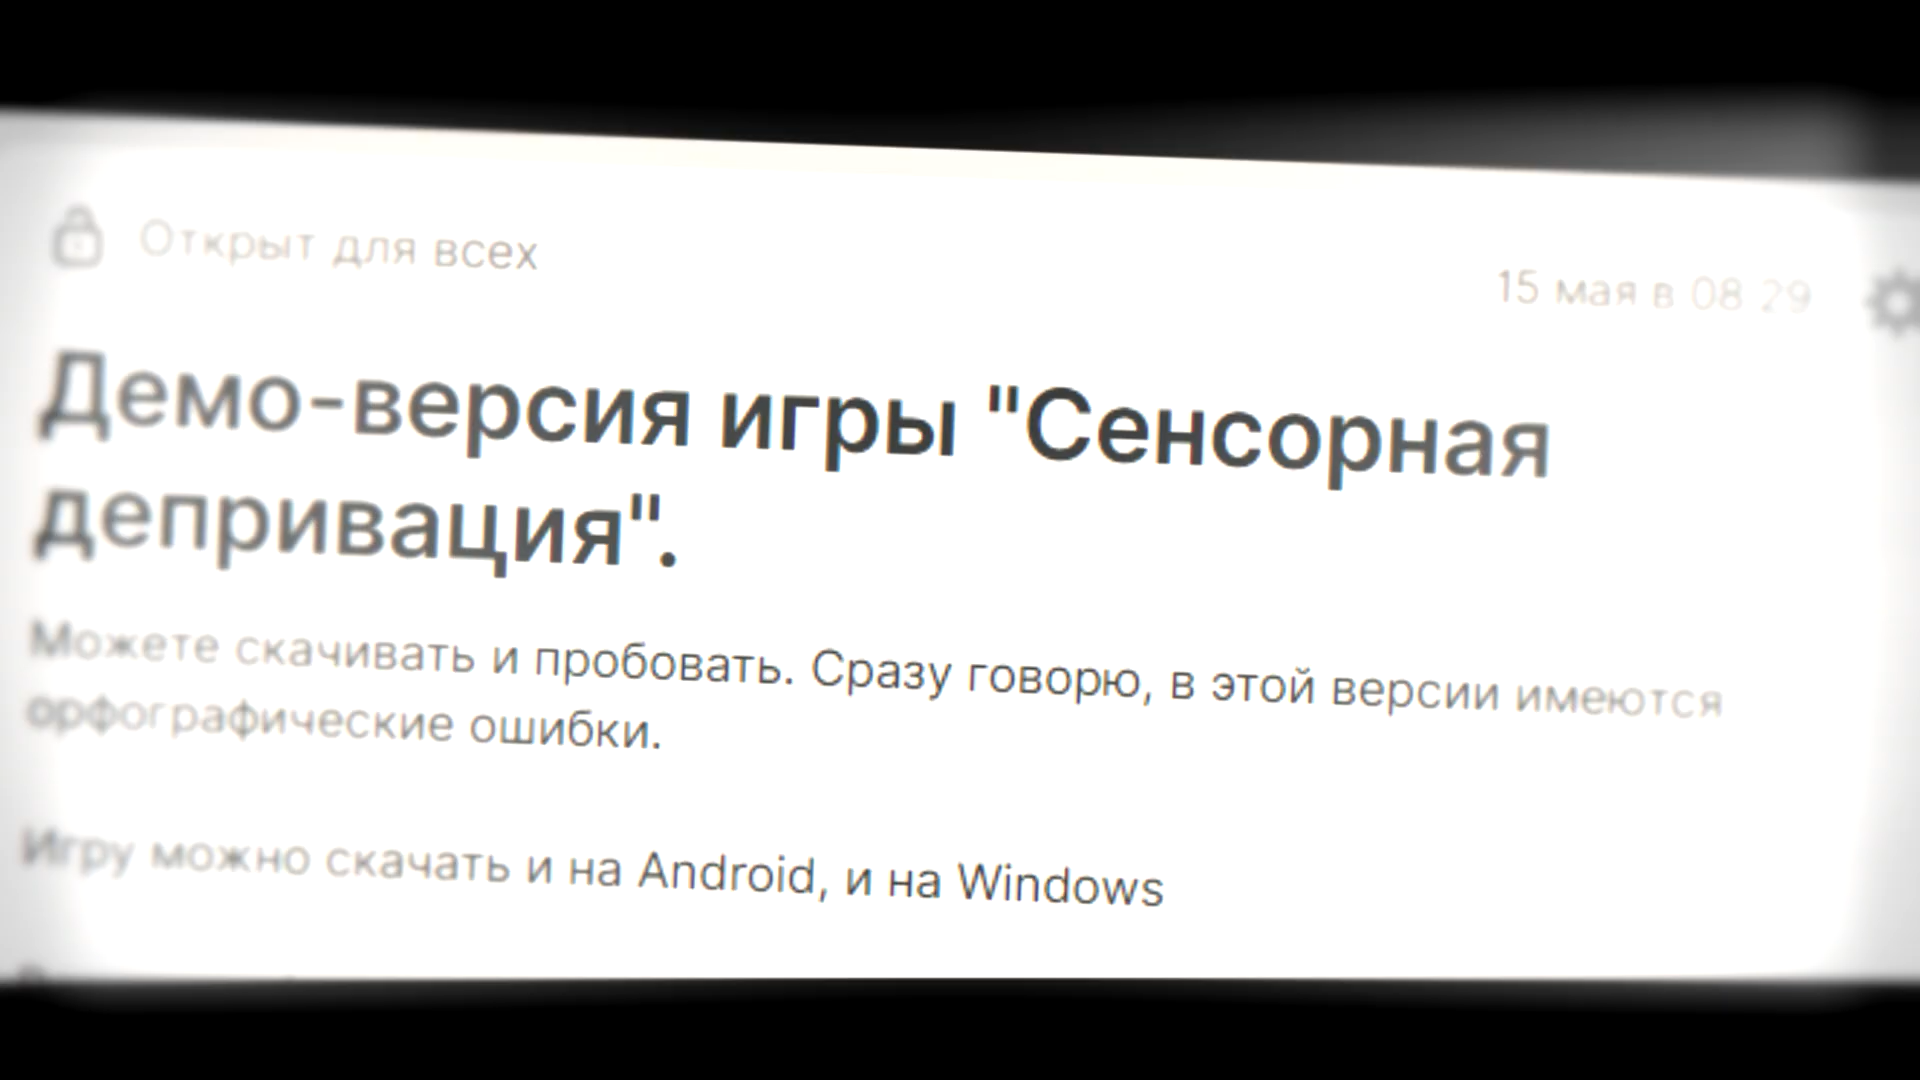 Открыт для всех
15 мая в 08 29
Демо-версия игры "Сенсорная
депривация".
Можете скачивать и пробовать. Сразу говорю, в этой версии имеются
орфографические ошибки.
Игру можно скачать и на Android, и на Windows